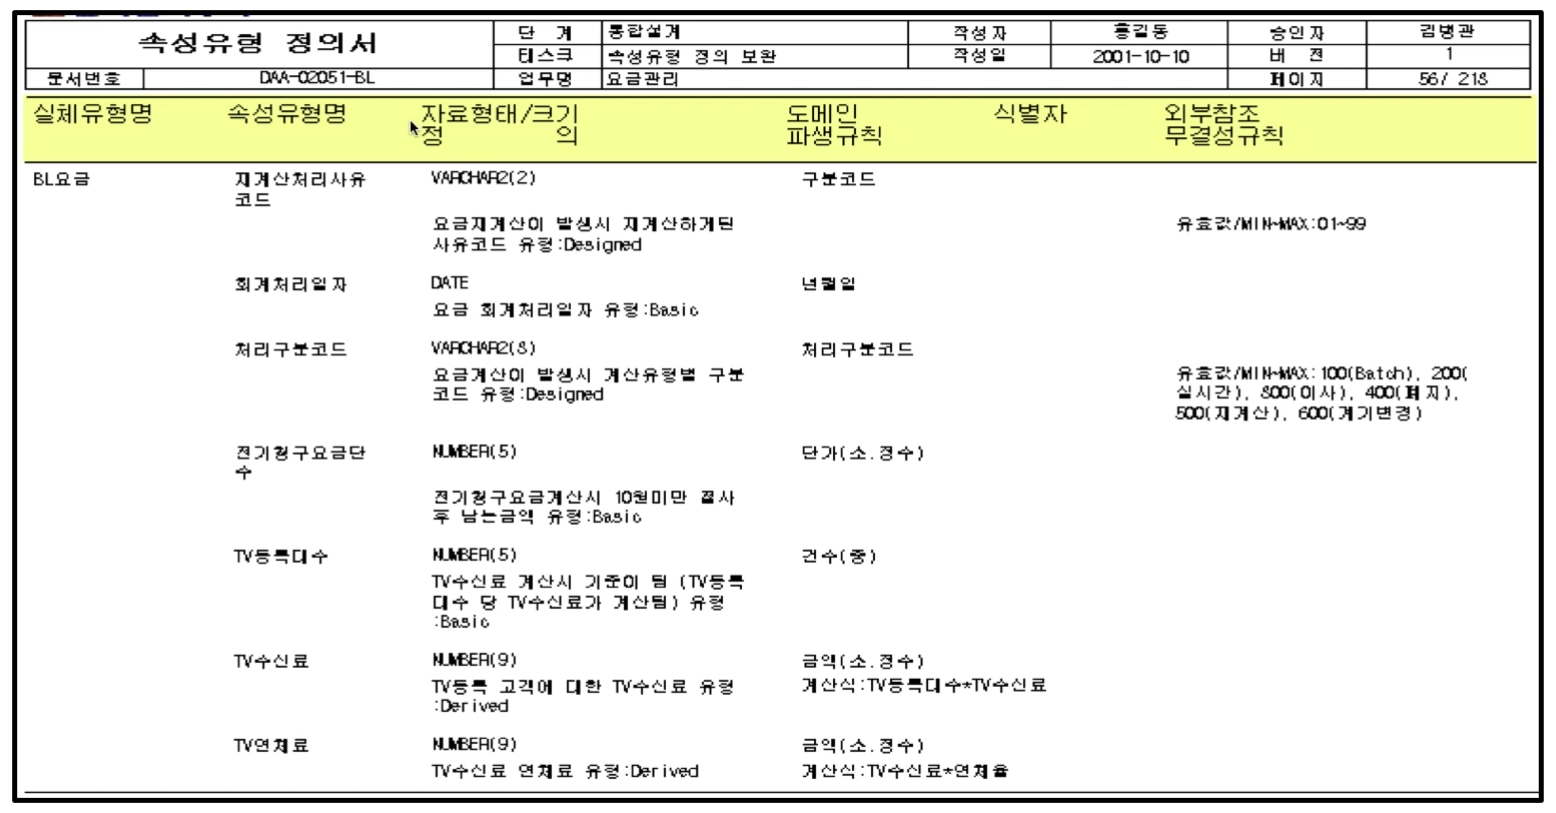 속성유형 정의서 단 계 통합설계 작성자 홍길동 승인자 김병관
태스크 속성유형 정의 보완 작성일 2001-10-10 버 전 1
문서번호 DAA-02051-BL 업무명 요금관리 페이지 56/ 218
실체유형명 속성유형명 자료형태/크기 도메인 식별자 외부참조
정 의 파생규칙 무결성규칙
BL요금 재계산처리사유 VARCHAR2(2) 구분코드
코드
요금재계산이 발생시 재계산하게된 유효값/MIN~MAX:01~99
사유코드 유형:Designed
회계처리일자 DATE 년월일
요금 회계처리일자 유형:Basic
처리구분코드 VARCHAR2(3) 처리구분코드
요금계산이 발생시 계산유형별 구분 유효값/MIN~MAX:100(Batch), 200(
코드 유형:Designed 실시간), 300(이사), 400(폐지),
500(재계산), 600(계기변경)
전기청구요금단 NUMBER(5) 단가(소.정수)
수
전기청구요금계산시 10원미만 절사
후 남는금액 유형:Basic
TV등록대수 NUMBER(5) 건수(중)
TV수신료 계산시 기준이 됨 (TV등록
대수 당 TV수신료가 계산됨) 유형
:Basic
TV수신료 NUMBER(9) 금액(소.정수)
TV등록 고객에 대한 TV수신료 유형 계산식:TV등록대수*TV수신료
:Derived
TV연체료 NUMBER(9) 금액(소.정수)
TV수신료 연체료 유형:Derived 계산식:TV수신료*연체율